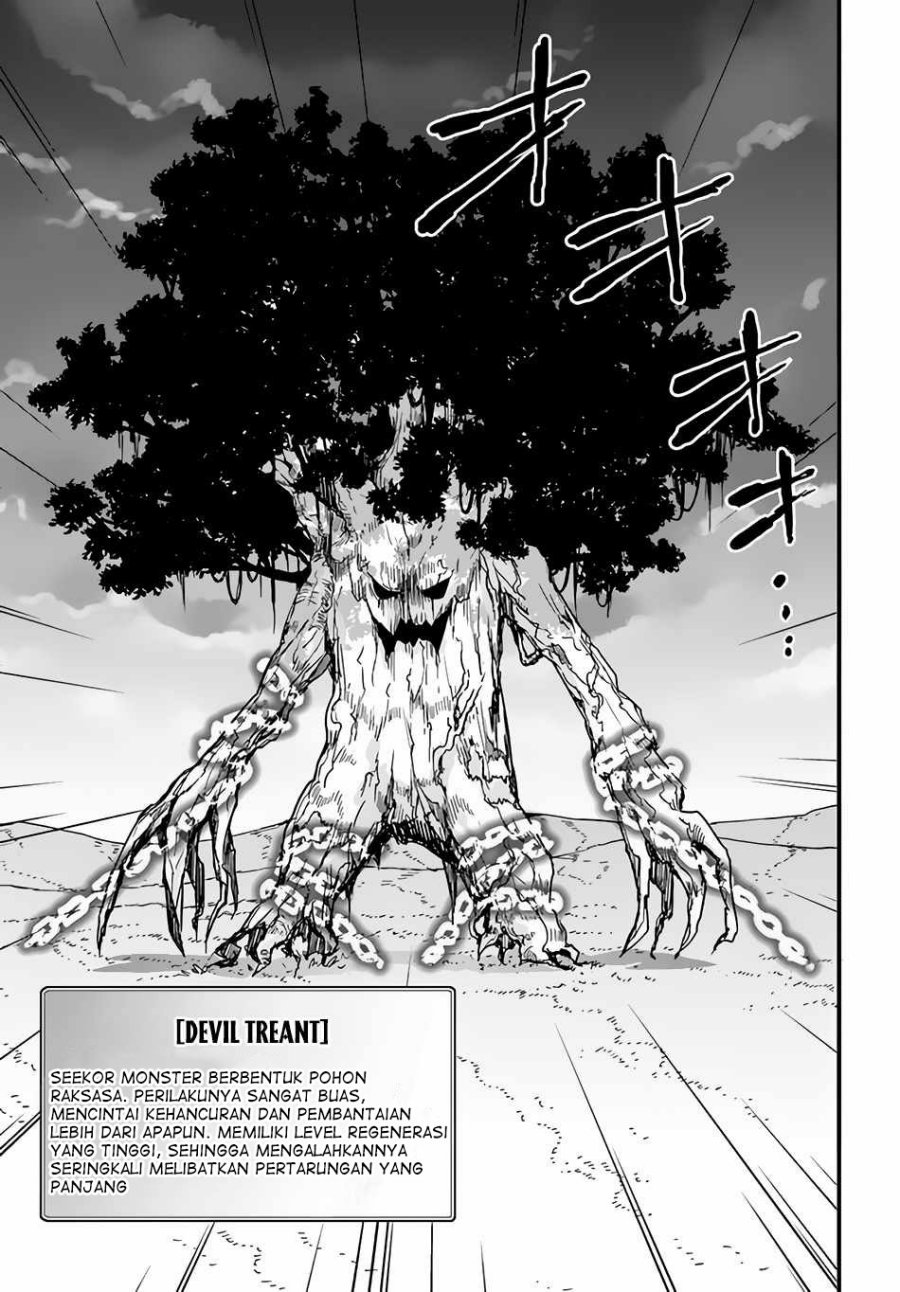 オオオオ...
[DEVIL TREANT]
SEEKOR MONSTER BERBENTUK POHON
RAKSASA. PERILAKUNYA SANGAT BUAS,
MENCINTAI KEHANCURAN DAN PEMBANTAIAN
LEBIH DARI APAPUN. MEMILIKI LEVEL REGENERASI
YANG TINGGI, SEHINGGA MENGALAHKANNYA
SERINGKALI MELIBATKAN PERTARUNGAN YANG
PANJANG